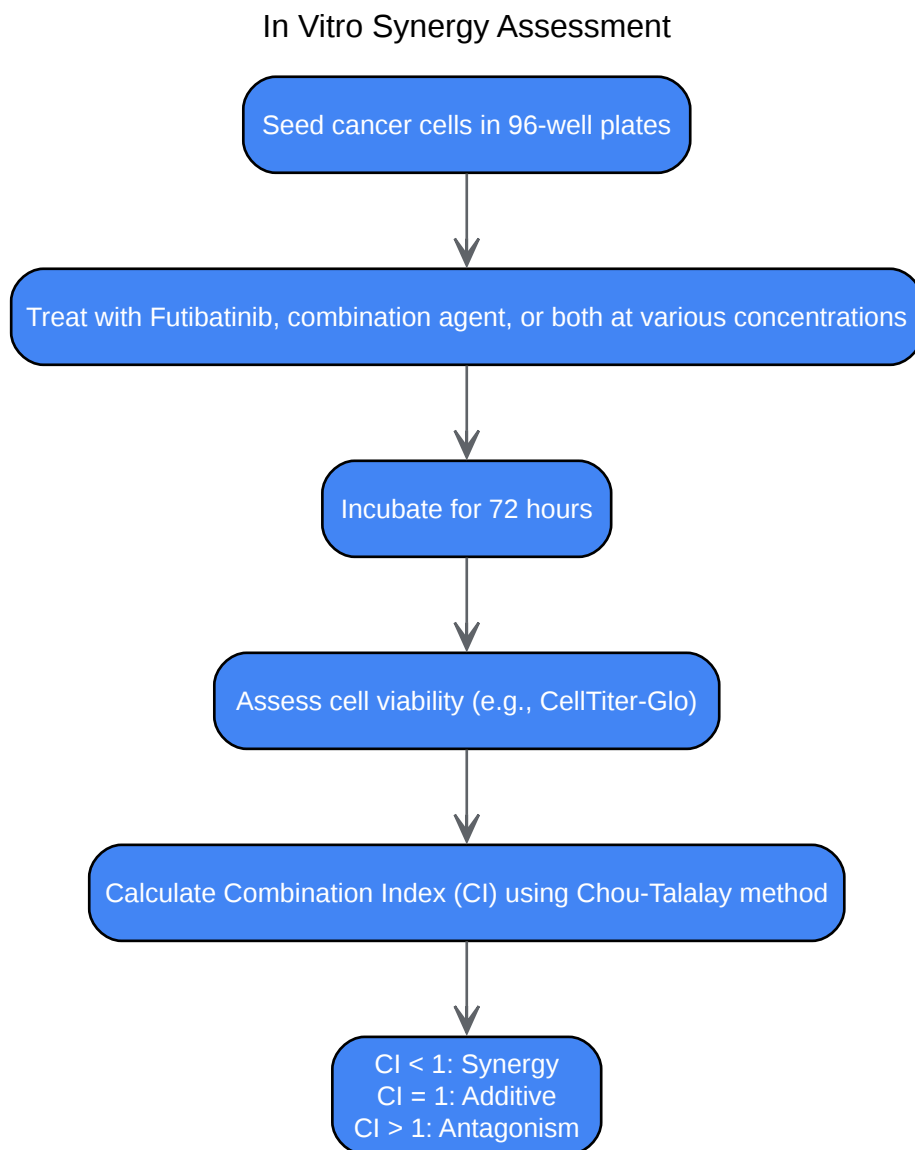 In Vitro Synergy Assessment
Seed cancer cells in 96-well plates
Treat with Futibatinib, combination agent, or both at various concentrations
Incubate for 72 hours
Assess cell viability (e.g., CellTiter-Glo)
Calculate Combination Index (CI) using Chou-Talalay method
CI < 1: Synergy
CI = 1: Additive
CI > 1: Antagonism